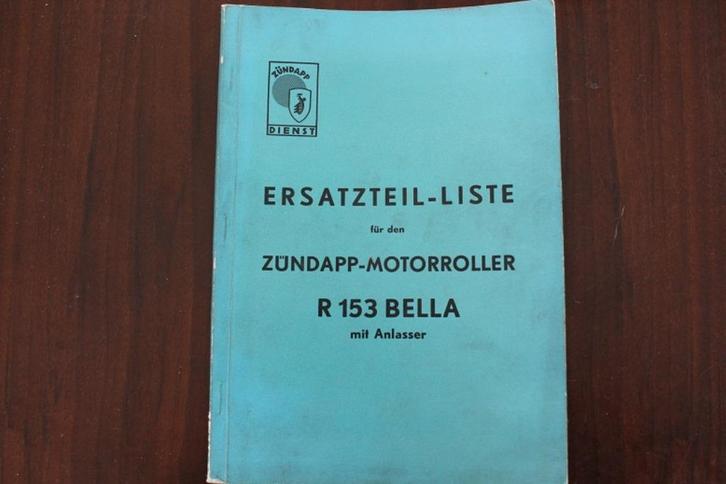 ZÜNDAPP
DIENST
ERSATZTEIL-LISTE
für den
ZÜNDAPP-MOTORROLLER
R 153 BELLA
mit Anlasser